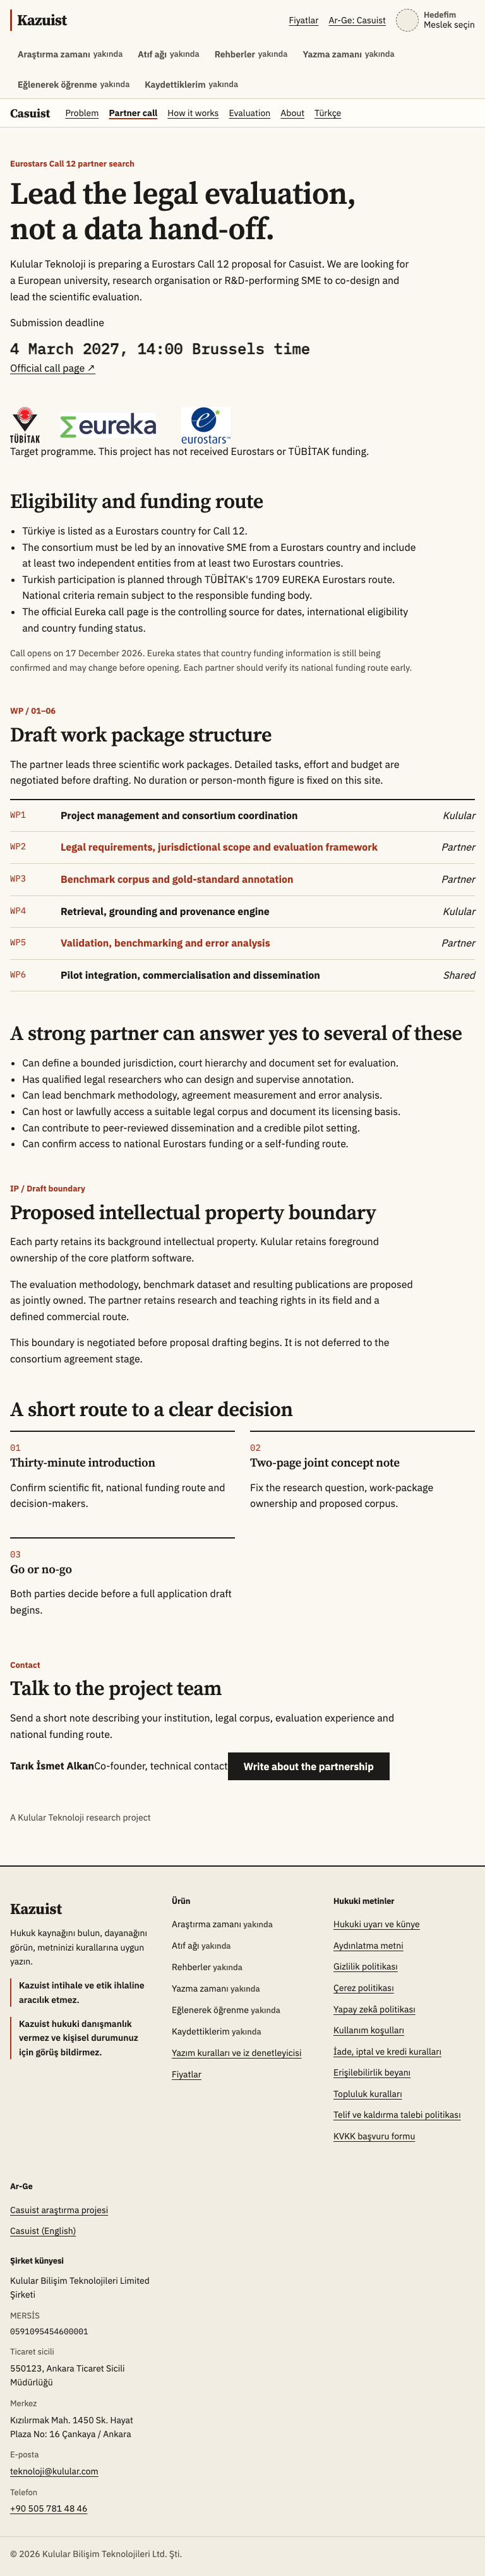 Kazuist
Fiyatlar Ar-Ge: Casuist Hedefim
Meslek seçin
Araştırma zamanı yakında Atıf ağı yakında Rehberler yakında Yazma zamanı yakında
Eğlenerek öğrenme yakında Kaydettiklerim yakında
Casuist Problem Partner call How it works Evaluation About Türkçe
Eurostars Call 12 partner search
Lead the legal evaluation,
not a data hand-off.
Kulular Teknoloji is preparing a Eurostars Call 12 proposal for Casuist. We are looking for
a European university, research organisation or R&D-performing SME to co-design and
lead the scientific evaluation.
Submission deadline
4 March 2027, 14:00 Brussels time
Official call page ↗
TÜBİTAK eureka eurostars™
Target programme. This project has not received Eurostars or TÜBİTAK funding.
Eligibility and funding route
• Türkiye is listed as a Eurostars country for Call 12.
• The consortium must be led by an innovative SME from a Eurostars country and include
at least two independent entities from at least two Eurostars countries.
• Turkish participation is planned through TÜBİTAK's 1709 EUREKA Eurostars route.
National criteria remain subject to the responsible funding body.
• The official Eureka call page is the controlling source for dates, international eligibility
and country funding status.
Call opens on 17 December 2026. Eureka states that country funding information is still being
confirmed and may change before opening. Each partner should verify its national funding route early.
WP / 01–06
Draft work package structure
The partner leads three scientific work packages. Detailed tasks, effort and budget are
negotiated before drafting. No duration or person-month figure is fixed on this site.
WP1 Project management and consortium coordination Kulular
WP2 Legal requirements, jurisdictional scope and evaluation framework Partner
WP3 Benchmark corpus and gold-standard annotation Partner
WP4 Retrieval, grounding and provenance engine Kulular
WP5 Validation, benchmarking and error analysis Partner
WP6 Pilot integration, commercialisation and dissemination Shared
A strong partner can answer yes to several of these
• Can define a bounded jurisdiction, court hierarchy and document set for evaluation.
• Has qualified legal researchers who can design and supervise annotation.
• Can lead benchmark methodology, agreement measurement and error analysis.
• Can host or lawfully access a suitable legal corpus and document its licensing basis.
• Can contribute to peer-reviewed dissemination and a credible pilot setting.
• Can confirm access to national Eurostars funding or a self-funding route.
IP / Draft boundary
Proposed intellectual property boundary
Each party retains its background intellectual property. Kulular retains foreground
ownership of the core platform software.
The evaluation methodology, benchmark dataset and resulting publications are proposed
as jointly owned. The partner retains research and teaching rights in its field and a
defined commercial route.
This boundary is negotiated before proposal drafting begins. It is not deferred to the
consortium agreement stage.
A short route to a clear decision
01
Thirty-minute introduction
Confirm scientific fit, national funding route and
decision-makers.
02
Two-page joint concept note
Fix the research question, work-package
ownership and proposed corpus.
03
Go or no-go
Both parties decide before a full application draft
begins.
Contact
Talk to the project team
Send a short note describing your institution, legal corpus, evaluation experience and
national funding route.
Tarık İsmet AlkanCo-founder, technical contact Write about the partnership
A Kulular Teknoloji research project
Kazuist
Hukuk kaynağını bulun, dayanağını
görün, metninizi kurallarına uygun
yazın.
Kazuist intihale ve etik ihlaline
aracılık etmez.
Kazuist hukuki danışmanlık
vermez ve kişisel durumunuz
için görüş bildirmez.
Ürün
Araştırma zamanı yakında
Atıf ağı yakında
Rehberler yakında
Yazma zamanı yakında
Eğlenerek öğrenme yakında
Kaydettiklerim yakında
Yazım kuralları ve iz denetleyicisi
Fiyatlar
Hukuki metinler
Hukuki uyarı ve künye
Aydınlatma metni
Gizlilik politikası
Çerez politikası
Yapay zekâ politikası
Kullanım koşulları
İade, iptal ve kredi kuralları
Erişilebilirlik beyanı
Topluluk kuralları
Telif ve kaldırma talebi politikası
KVKK başvuru formu
Ar-Ge
Casuist araştırma projesi
Casuist (English)
Şirket künyesi
Kulular Bilişim Teknolojileri Limited
Şirketi
MERSİS
0591095454600001
Ticaret sicili
550123, Ankara Ticaret Sicili
Müdürlüğü
Merkez
Kızılırmak Mah. 1450 Sk. Hayat
Plaza No: 16 Çankaya / Ankara
E-posta
teknoloji@kulular.com
Telefon
+90 505 781 48 46
© 2026 Kulular Bilişim Teknolojileri Ltd. Şti.